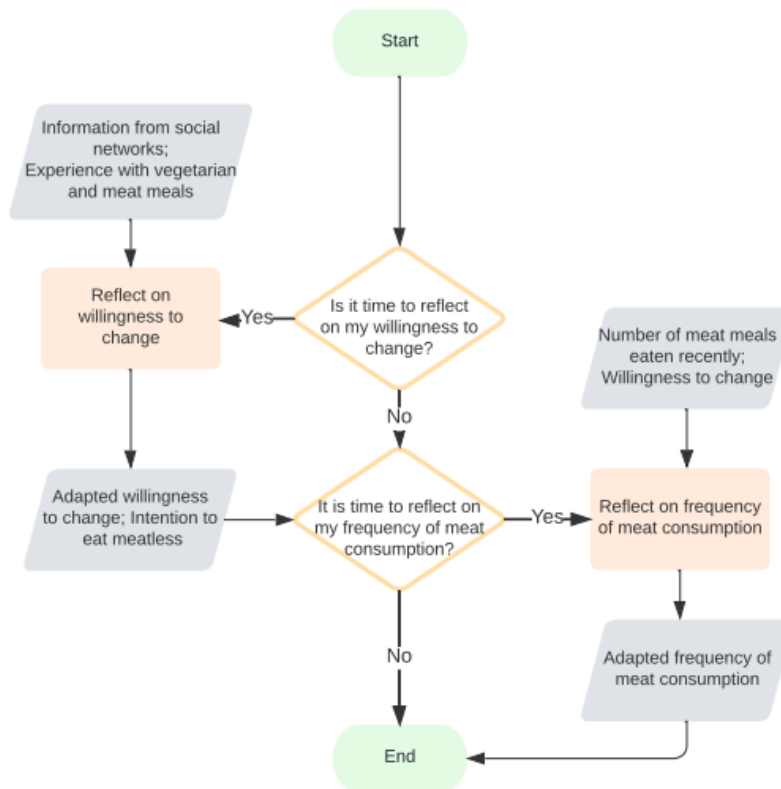 Start
Information from social
networks;
Experience with vegetarian
and meat meals
Reflect on
willingness to
change
Yes
Is it time to reflect
on my willingness to
change?
No
Number of meat meals
eaten recently;
Willingness to change
Adapted willingness
to change; Intention to
eat meatless
It is time to reflect on
my frequency of meat
consumption?
Yes
Reflect on frequency
of meat consumption
No
Adapted frequency of
meat consumption
End